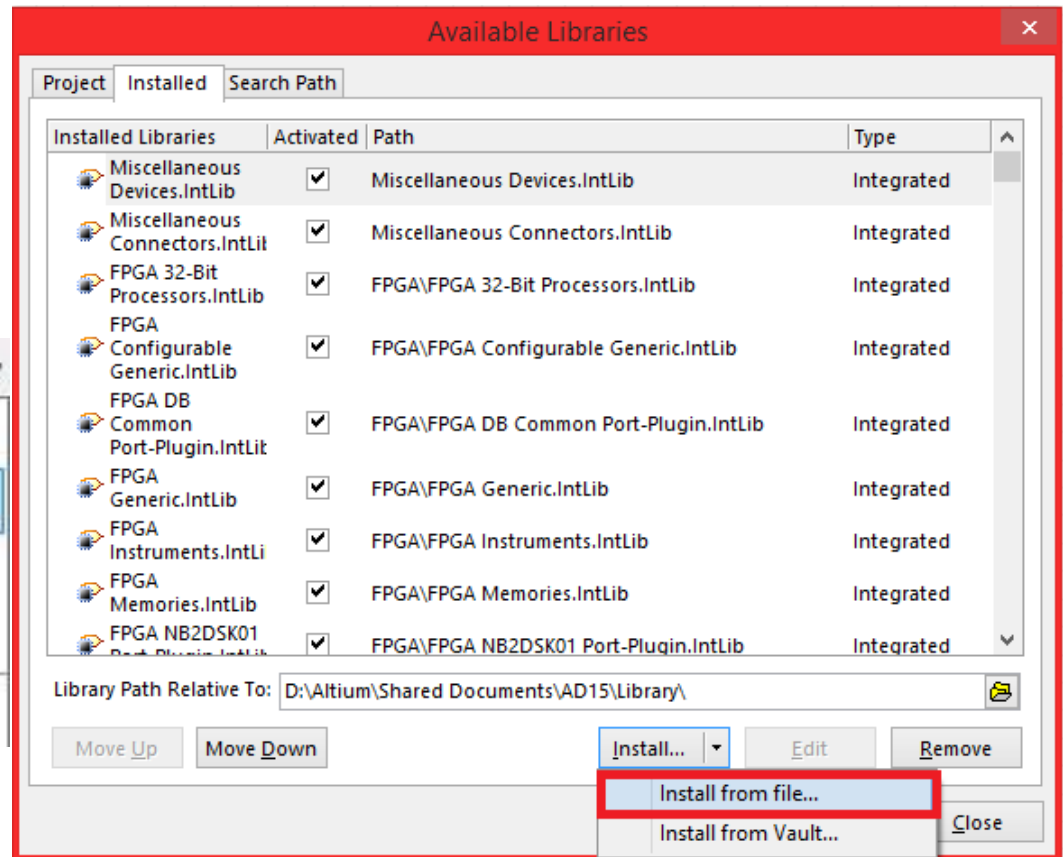 Available Libraries
Project Installed Search Path
Installed Libraries Activated Path Type
Miscellaneous
Devices.IntLib Miscellaneous Devices.IntLib Integrated
Miscellaneous
Connectors.IntLib Miscellaneous Connectors.IntLib Integrated
FPGA 32-Bit
Processors.IntLib FPGA\FPGA 32-Bit Processors.IntLib Integrated
FPGA
Configurable FPGA\FPGA Configurable Generic.IntLib Integrated
Generic.IntLib
FPGA DB
Common FPGA\FPGA DB Common Port-Plugin.IntLib Integrated
Port-Plugin.IntLib
FPGA
Generic.IntLib FPGA\FPGA Generic.IntLib Integrated
FPGA
Instruments.IntLi FPGA\FPGA Instruments.IntLib Integrated
FPGA
Memories.IntLib FPGA\FPGA Memories.IntLib Integrated
FPGA NB2DSK01
FPGA\FPGA NB2DSK01 Port-Plugin.IntLib Integrated
Library Path Relative To: D:\Altium\Shared Documents\AD15\Library\
Move Up Move Down Install... Edit Remove
Install from file...
Install from Vault... Close